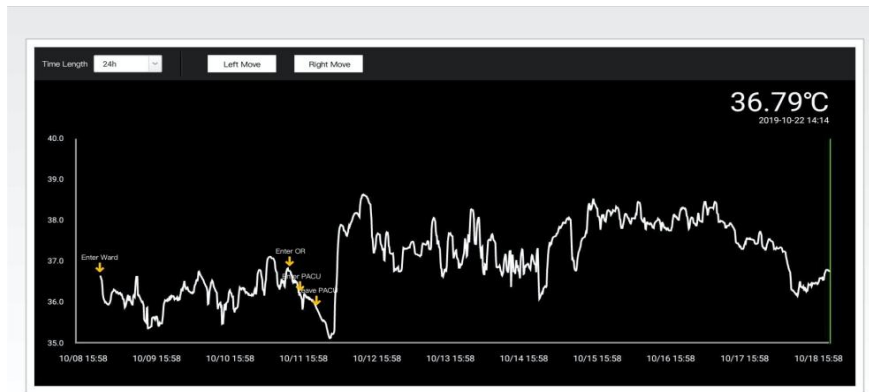 Time Length 24h Left Move Right Move
36.79°C
2019-10-22 14:14
40.0
39.0
38.0
Enter OR
Enter Ward
37.0
Enter PACU
Leave PACU
36.0
35.0
10/08 15:58 10/09 15:58 10/10 15:58 10/11 15:58 10/12 15:58 10/13 15:58 10/14 15:58 10/15 15:58 10/16 15:58 10/17 15:58 10/18 15:58